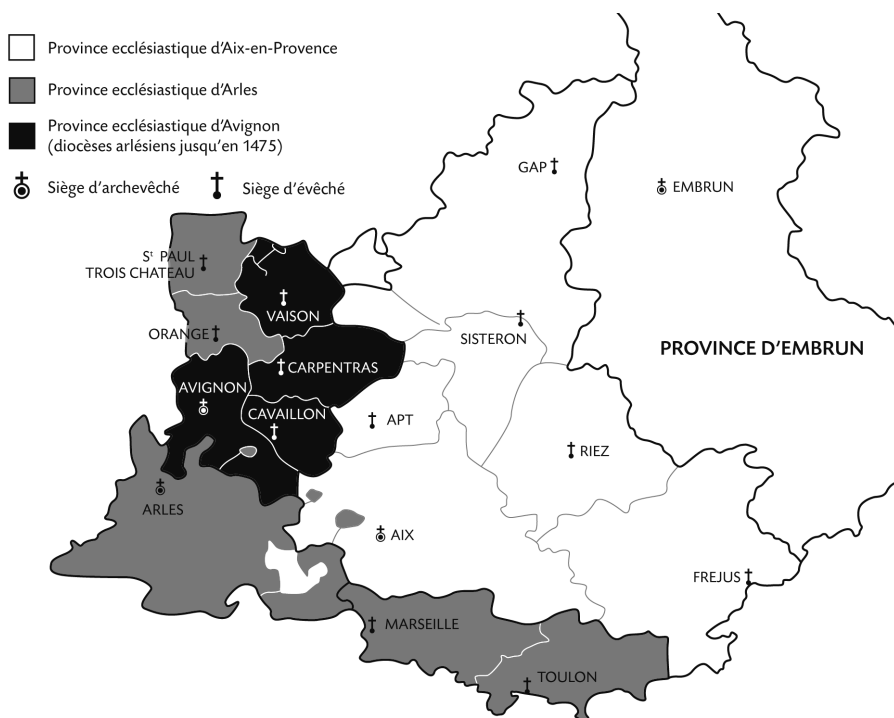 Province ecclésiastique d'Aix-en-Provence
Province ecclésiastique d'Arles
Province ecclésiastique d'Avignon
(diocèses arlésiens jusqu'en 1475)
Siège d'archevêché
Siège d'évêché
GAP
EMBRUN
Sᵗ PAUL
TROIS CHATEAU
VAISON
ORANGE
SISTERON
PROVINCE D'EMBRUN
CARPENTRAS
AVIGNON
CAVAILLON
APT
RIEZ
ARLES
AIX
FREJUS
MARSEILLE
TOULON